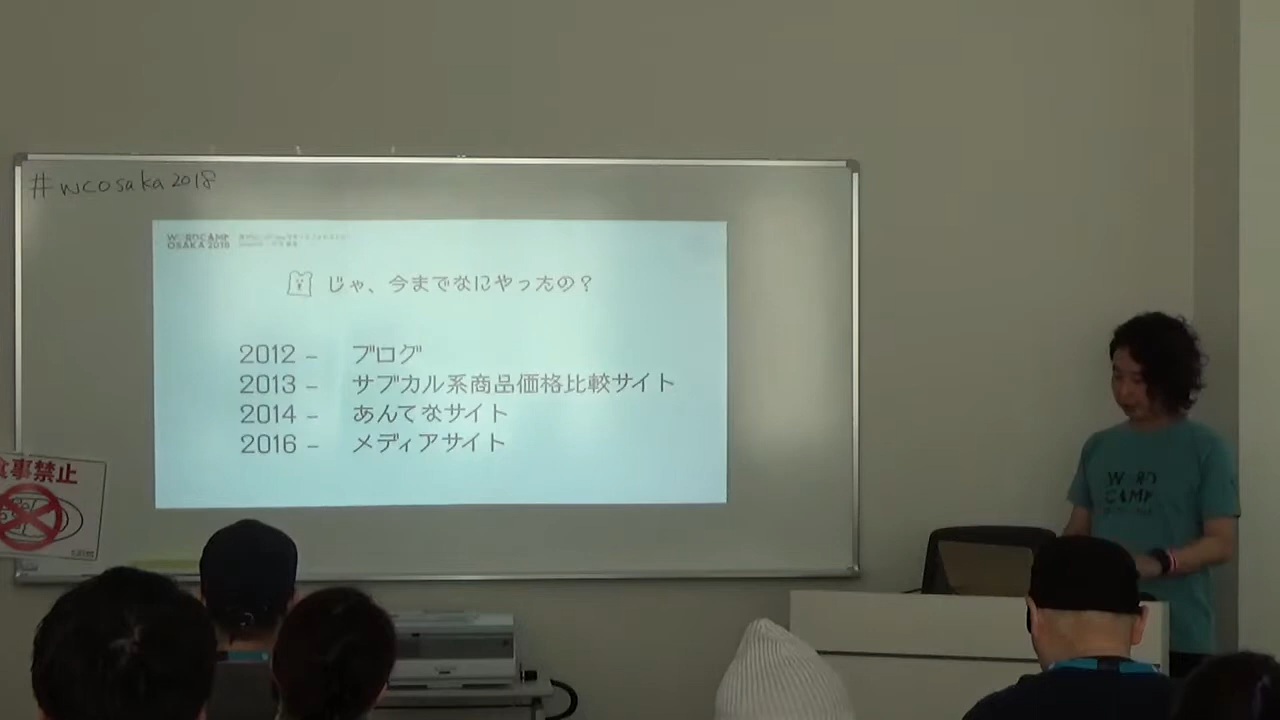 #wcosaka2018
WORDCAMP
OSAKA 2018
じゃ、今までなにやったの？
2012 – ブログ
2013 – サブカル系商品価格比較サイト
2014 – あんてなサイト
2016 – メディアサイト
食事禁止
WORD
CAMP